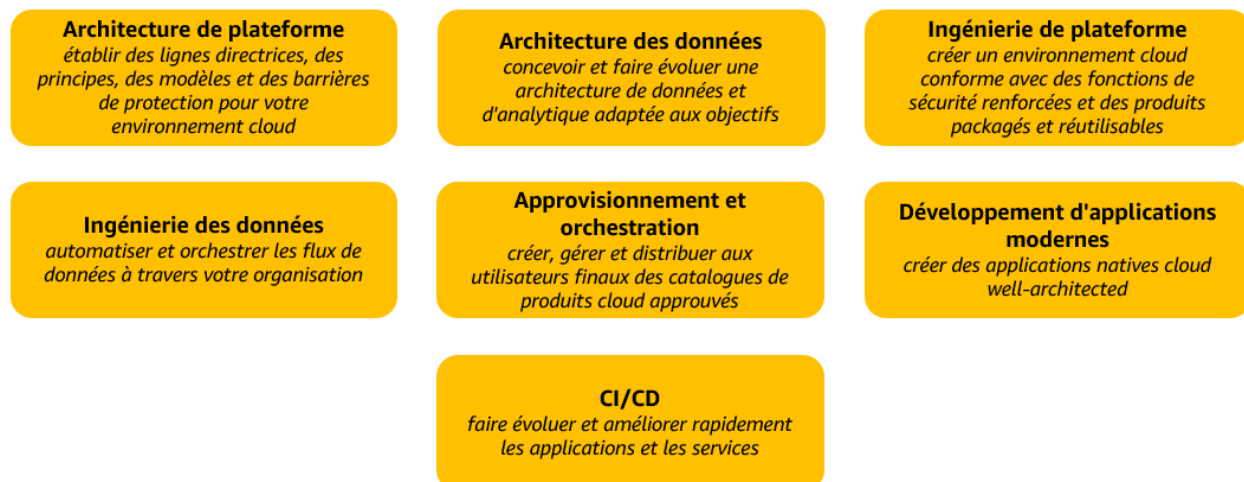 Architecture de plateforme
établir des lignes directrices, des
principes, des modèles et des barrières
de protection pour votre
environnement cloud
Architecture des données
concevoir et faire évoluer une
architecture de données et
d'analytique adaptée aux objectifs
Ingénierie de plateforme
créer un environnement cloud
conforme avec des fonctions de
sécurité renforcées et des produits
packagés et réutilisables
Ingénierie des données
automatiser et orchestrer les flux de
données à travers votre organisation
Approvisionnement et
orchestration
créer, gérer et distribuer aux
utilisateurs finaux des catalogues de
produits cloud approuvés
Développement d'applications
modernes
créer des applications natives cloud
well-architected
CI/CD
faire évoluer et améliorer rapidement
les applications et les services